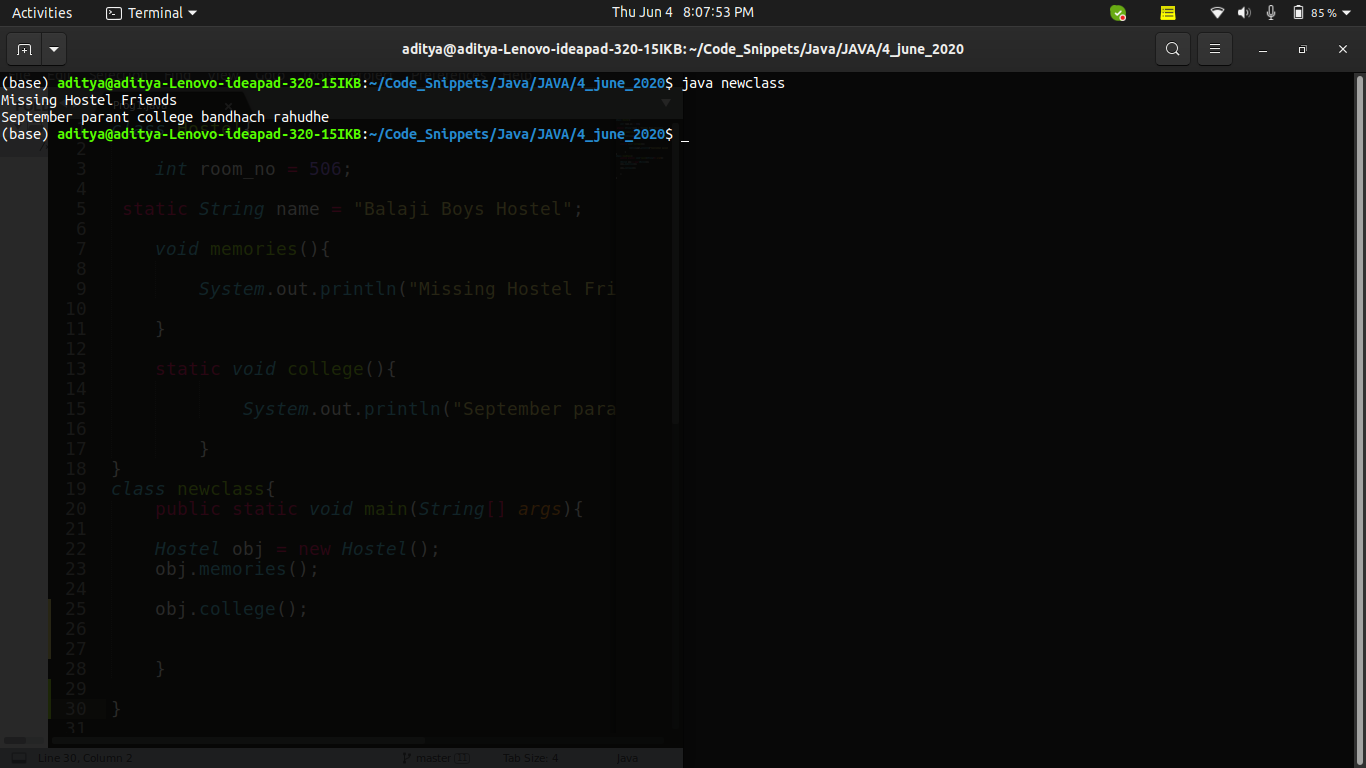 Activities
Terminal
Thu Jun 4 8:07:53 PM
85 %
aditya@aditya-Lenovo-ideapad-320-15IKB: ~/Code_Snippets/Java/JAVA/4_june_2020
(base) aditya@aditya-Lenovo-ideapad-320-15IKB:~/Code_Snippets/Java/JAVA/4_june_2020$ java newclass
Missing Hostel Friends
September parant college bandhach rahudhe
(base) aditya@aditya-Lenovo-ideapad-320-15IKB:~/Code_Snippets/Java/JAVA/4_june_2020$ _
2
3 int room_no = 506;
4
5 static String name = "Balaji Boys Hostel";
6
7 void memories(){
8
9 System.out.println("Missing Hostel Fri
10
11 }
12
13 static void college(){
14
15 System.out.println("September para
16
17 }
18 }
19 class newclass{
20 public static void main(String[] args){
21
22 Hostel obj = new Hostel();
23 obj.memories();
24
25 obj.college();
26
27
28 }
29
30 }
31
Line 30, Column 2
master 11
Tab Size: 4
Java